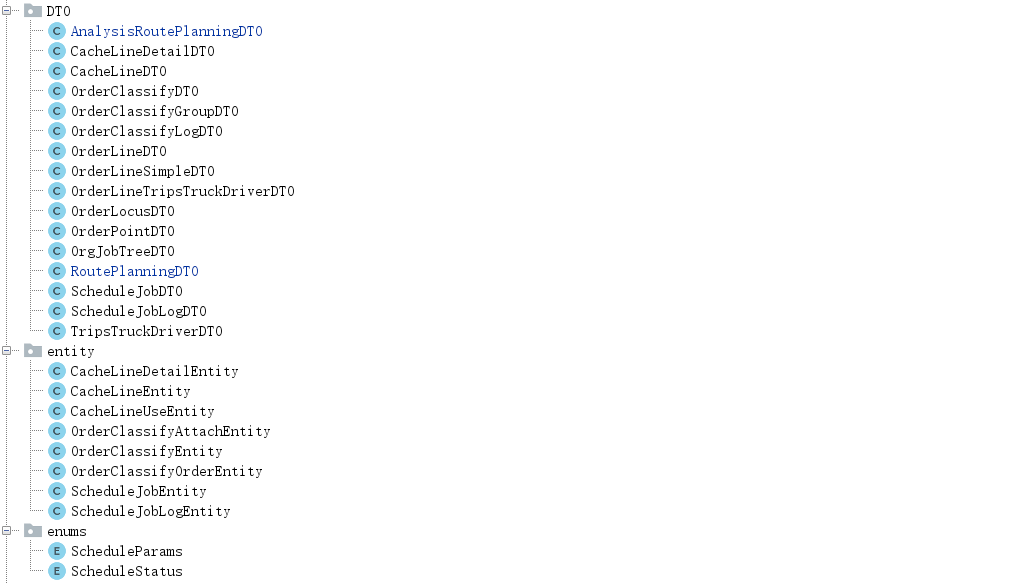 DTO
C AnalysisRoutePlanningDTO
C CacheLineDetailDTO
C CacheLineDTO
C OrderClassifyDTO
C OrderClassifyGroupDTO
C OrderClassifyLogDTO
C OrderLineDTO
C OrderLineSimpleDTO
C OrderLineTripsTruckDriverDTO
C OrderLocusDTO
C OrderPointDTO
C OrgJobTreeDTO
C RoutePlanningDTO
C ScheduleJobDTO
C ScheduleJobLogDTO
C TripsTruckDriverDTO
entity
C CacheLineDetailEntity
C CacheLineEntity
C CacheLineUseEntity
C OrderClassifyAttachEntity
C OrderClassifyEntity
C OrderClassifyOrderEntity
C ScheduleJobEntity
C ScheduleJobLogEntity
enums
E ScheduleParams
E ScheduleStatus